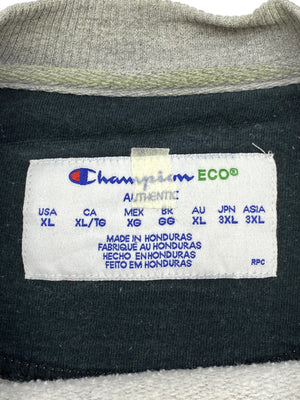 Champion ECO®
AUTHENTIC
USA CA MEX BR AU JPN ASIA
XL XL/TG XG GG XL 3XL 3XL
MADE IN HONDURAS
FABRIQUÉ AU HONDURAS
HECHO EN HONDURAS
FEITO EM HONDURAS
RPC